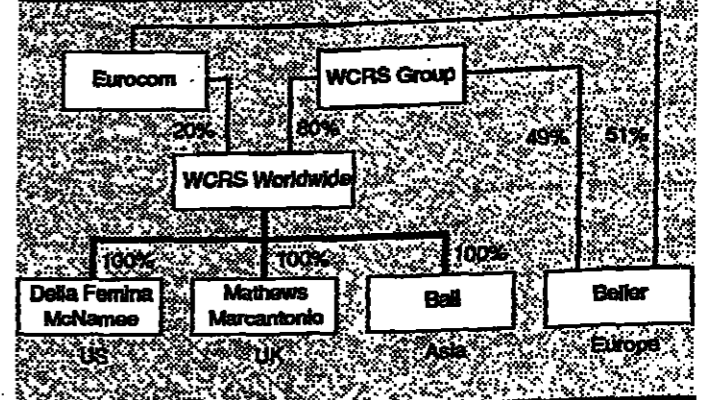 Eurocom
WCRS Group
20%
80%
49%
51%
WCRS Worldwide
100%
100%
100%
Della Femina
McNamee
Mathews
Marcantonio
Ball
Belier
US
UK
Asia
Europe